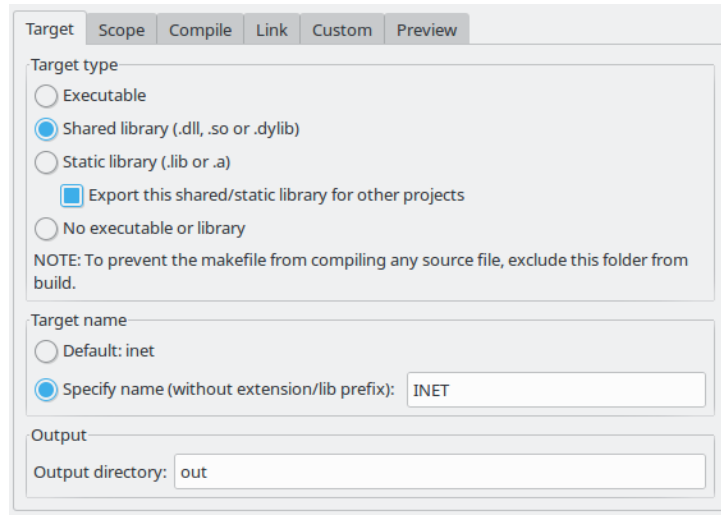 Target Scope Compile Link Custom Preview
Target type
Executable
Shared library (.dll, .so or .dylib)
Static library (.lib or .a)
Export this shared/static library for other projects
No executable or library
NOTE: To prevent the makefile from compiling any source file, exclude this folder from
build.
Target name
Default: inet
Specify name (without extension/lib prefix): INET
Output
Output directory: out